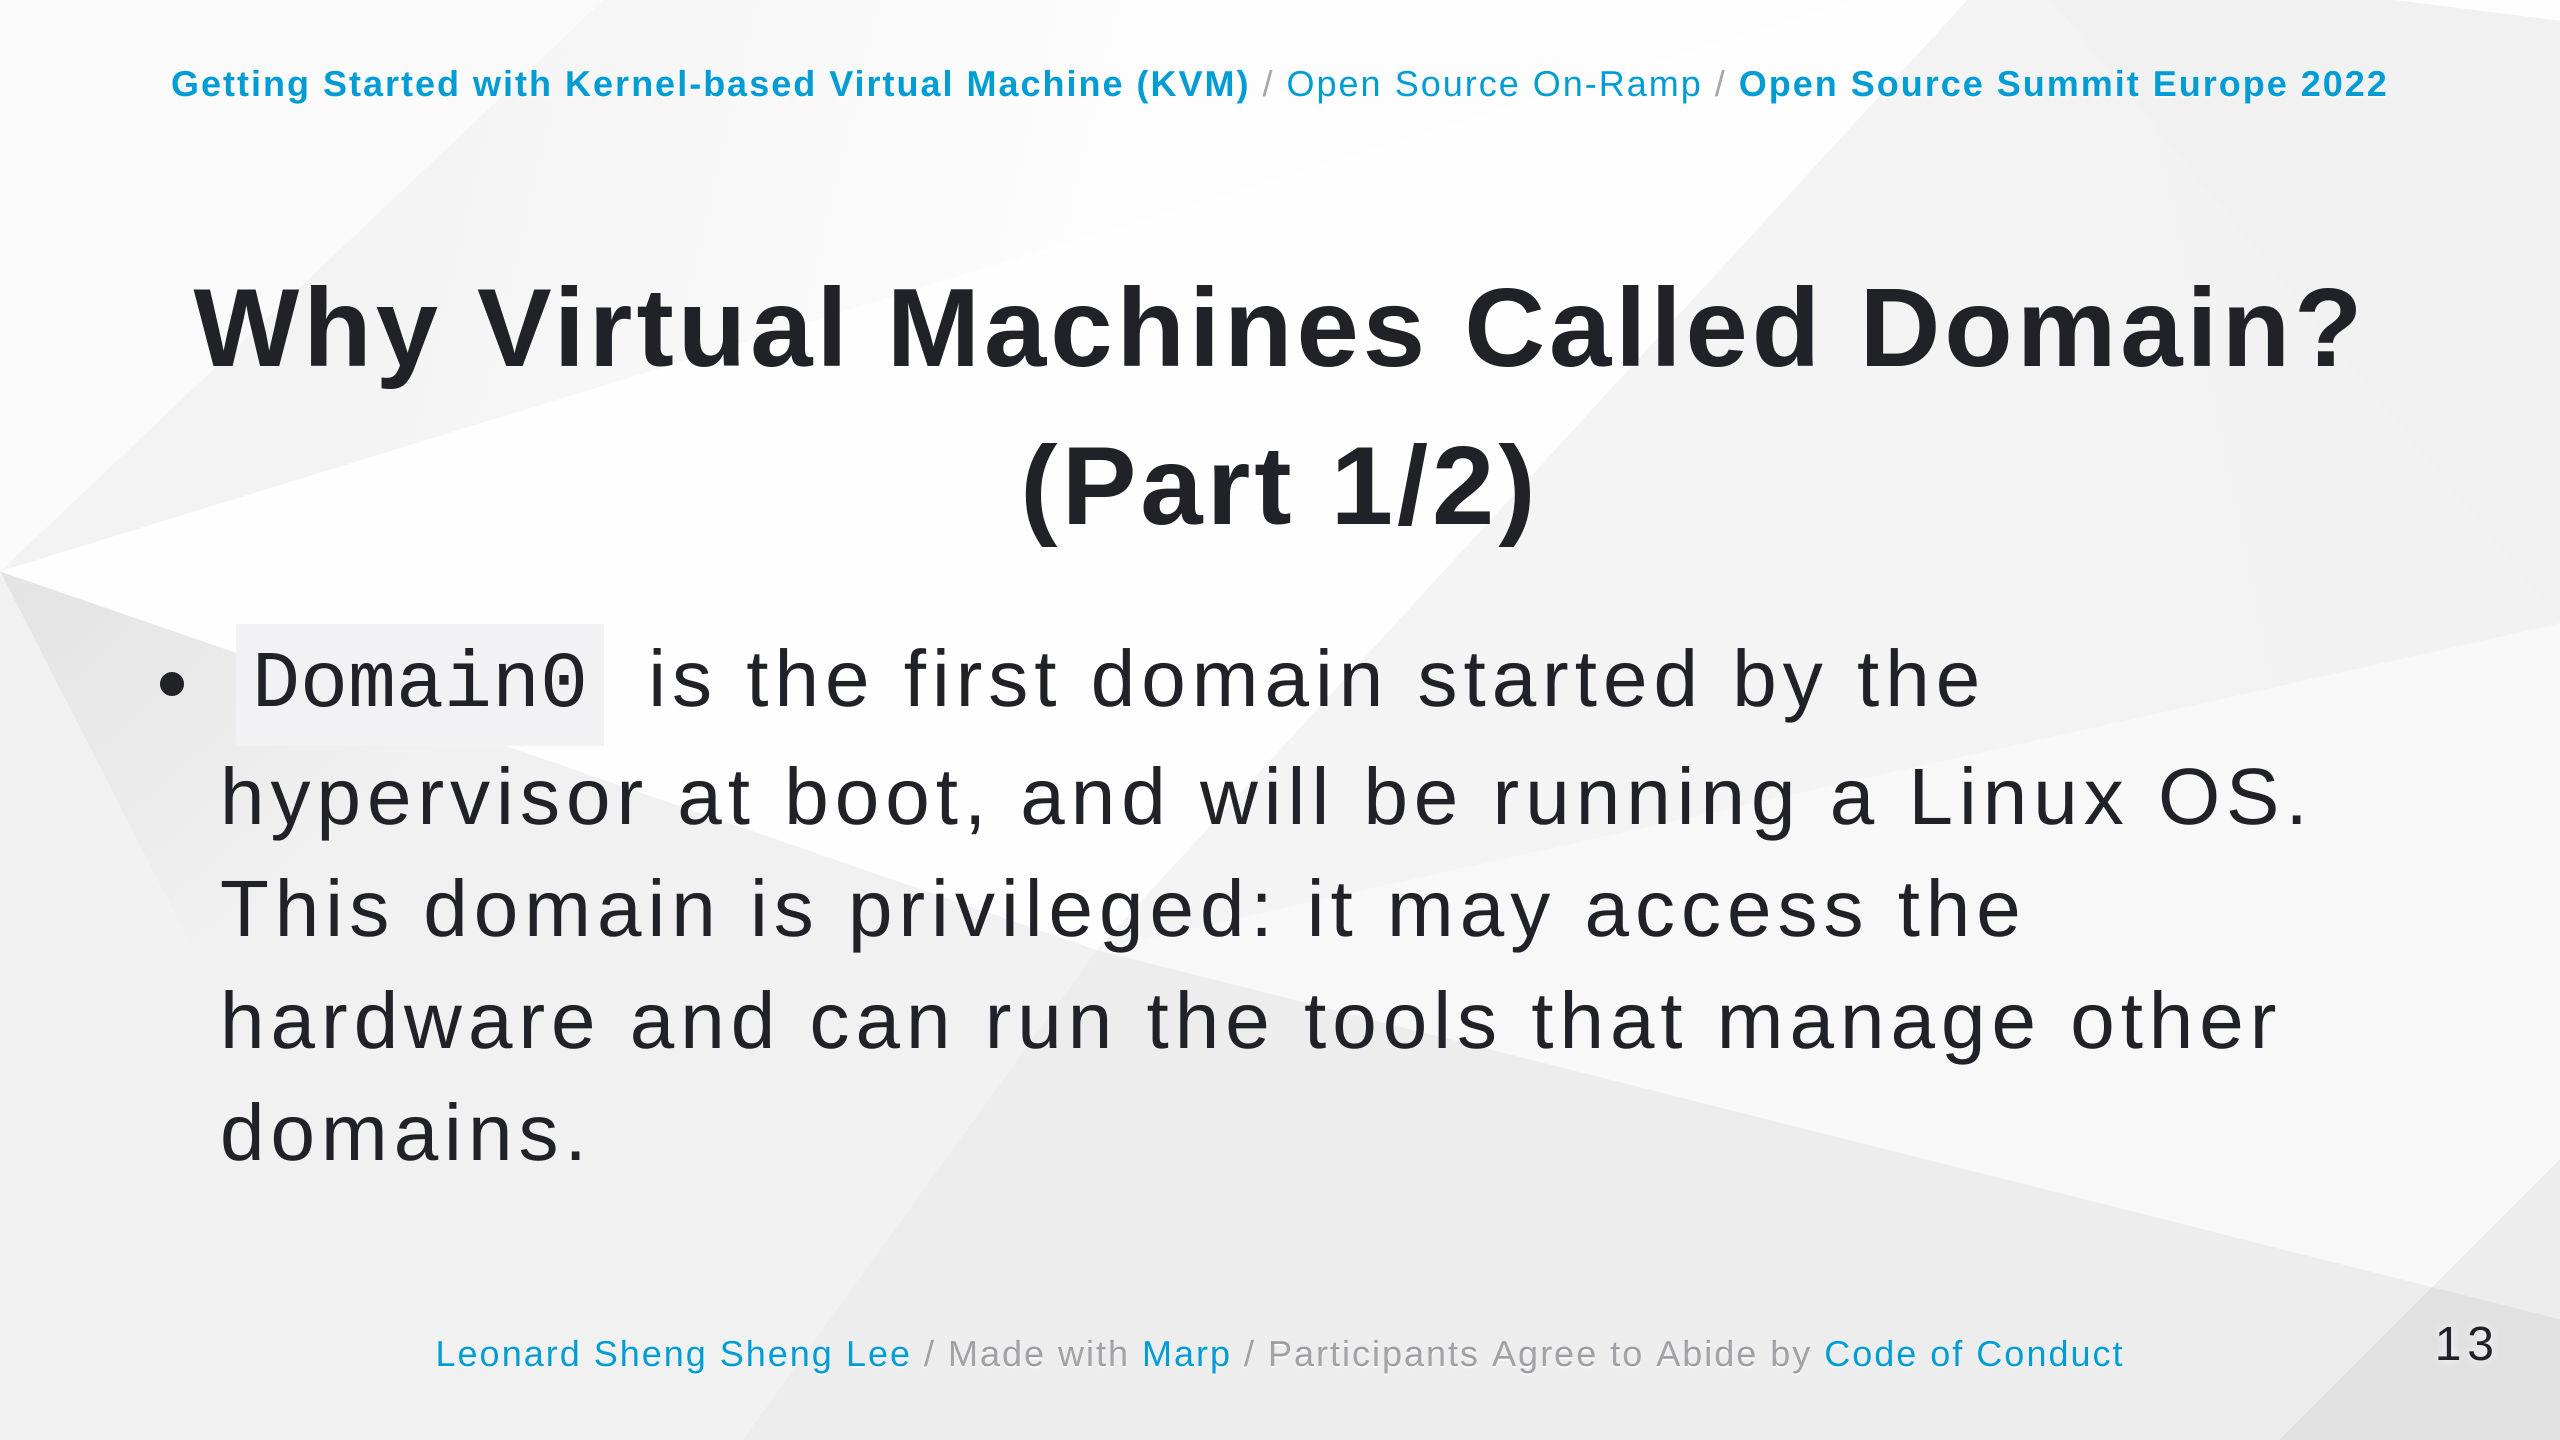 Getting Started with Kernel-based Virtual Machine (KVM) / Open Source On-Ramp / Open Source Summit Europe 2022
Why Virtual Machines Called Domain?
(Part 1/2)
• Domain0 is the first domain started by the
hypervisor at boot, and will be running a Linux OS.
This domain is privileged: it may access the
hardware and can run the tools that manage other
domains.
Leonard Sheng Sheng Lee / Made with Marp / Participants Agree to Abide by Code of Conduct
13